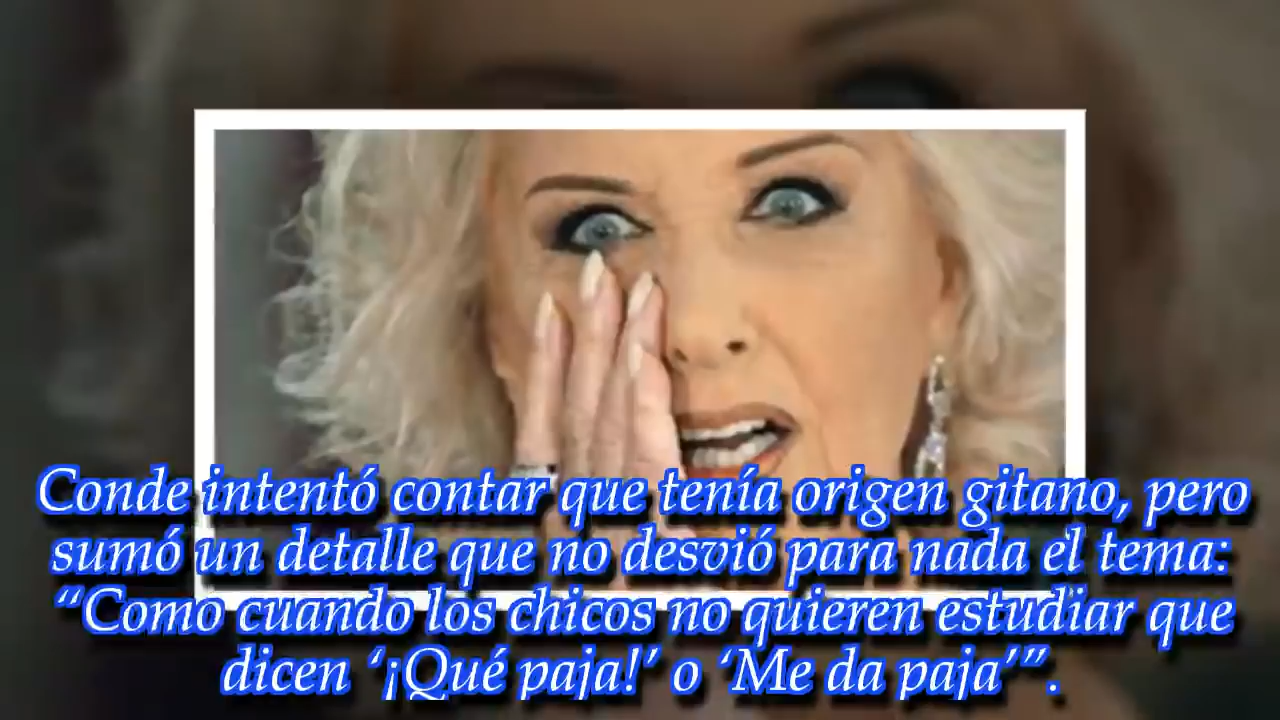 Conde intentó contar que tenía origen gitano, pero
sumó un detalle que no desvió para nada el tema:
“Como cuando los chicos no quieren estudiar que
dicen ‘¡Qué paja!’ o ‘Me da paja’”.